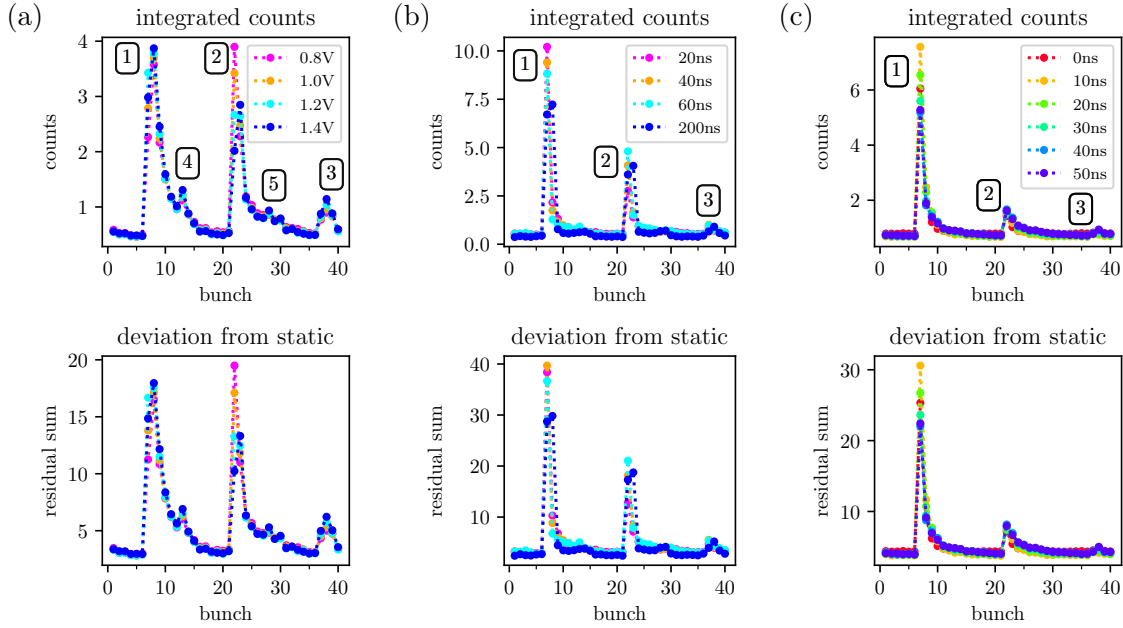 (a)
integrated counts
counts
4
3
2
1
1
2
4
5
3
0.8V
1.0V
1.2V
1.4V
0
10
20
30
40
bunch
(b)
integrated counts
counts
10.0
7.5
5.0
2.5
0.0
1
2
3
20ns
40ns
60ns
200ns
0
10
20
30
40
bunch
(c)
integrated counts
counts
6
4
2
1
2
3
0ns
10ns
20ns
30ns
40ns
50ns
0
10
20
30
40
bunch
deviation from static
residual sum
20
15
10
5
0
10
20
30
40
bunch
deviation from static
residual sum
40
30
20
10
0
10
20
30
40
bunch
deviation from static
residual sum
30
20
10
0
10
20
30
40
bunch